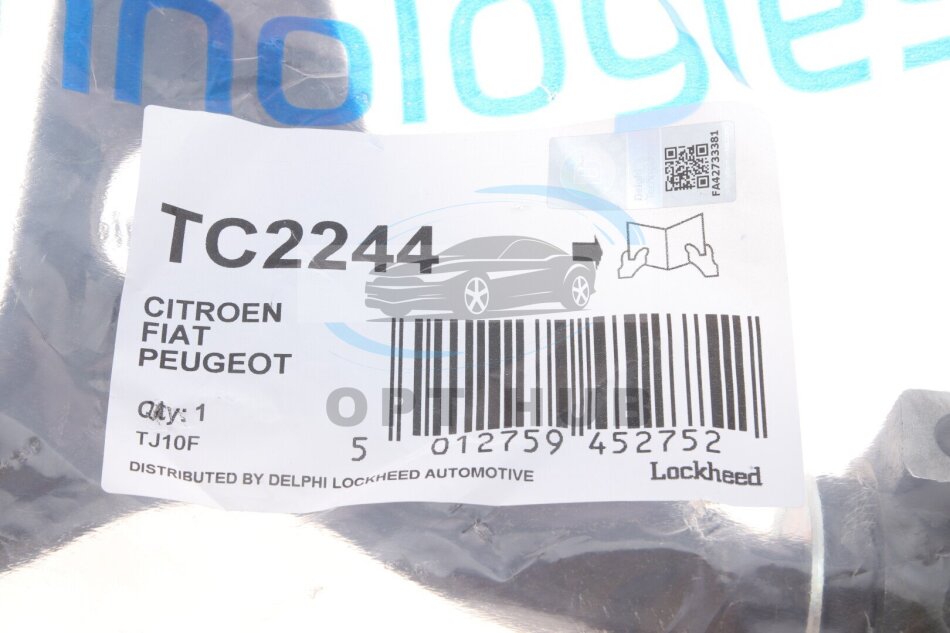 nologies
FA42733381
TC2244
CITROEN
FIAT
PEUGEOT
OPT HUB
Qty: 1
TJ10F
5 012759 452752
DISTRIBUTED BY DELPHI LOCKHEED AUTOMOTIVE
Lockheed